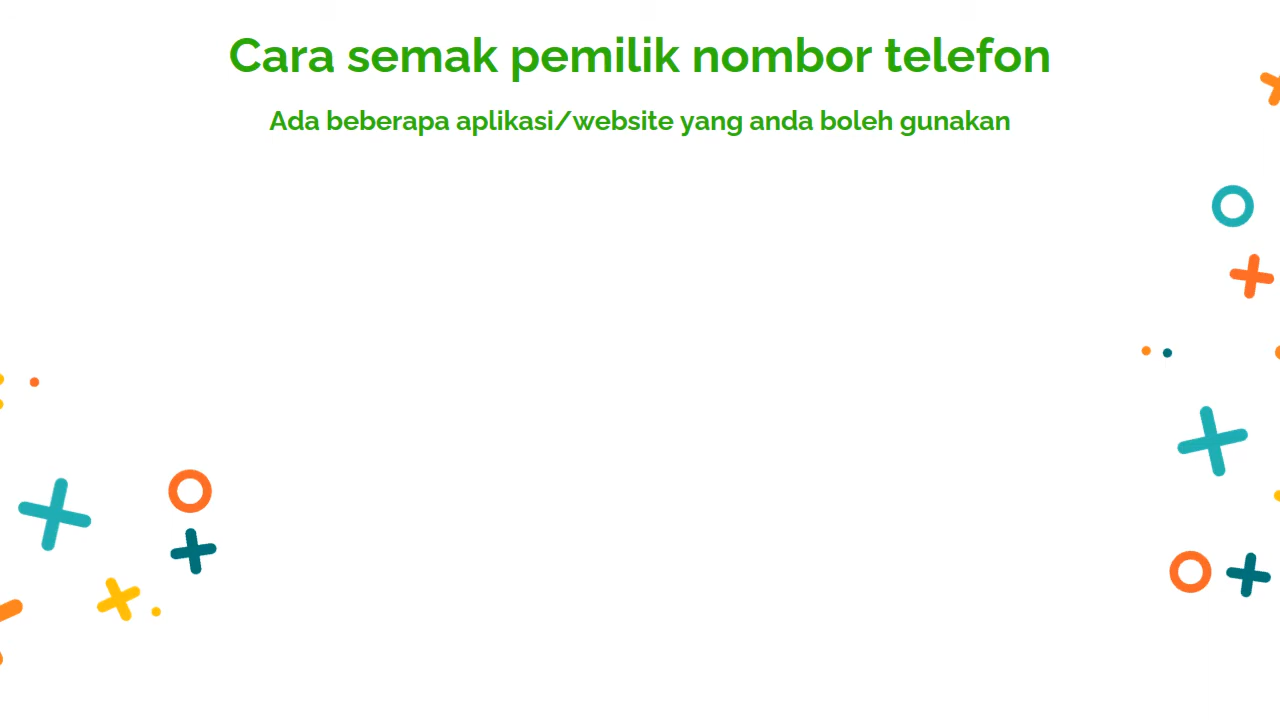 Cara semak pemilik nombor telefon
Ada beberapa aplikasi/website yang anda boleh gunakan